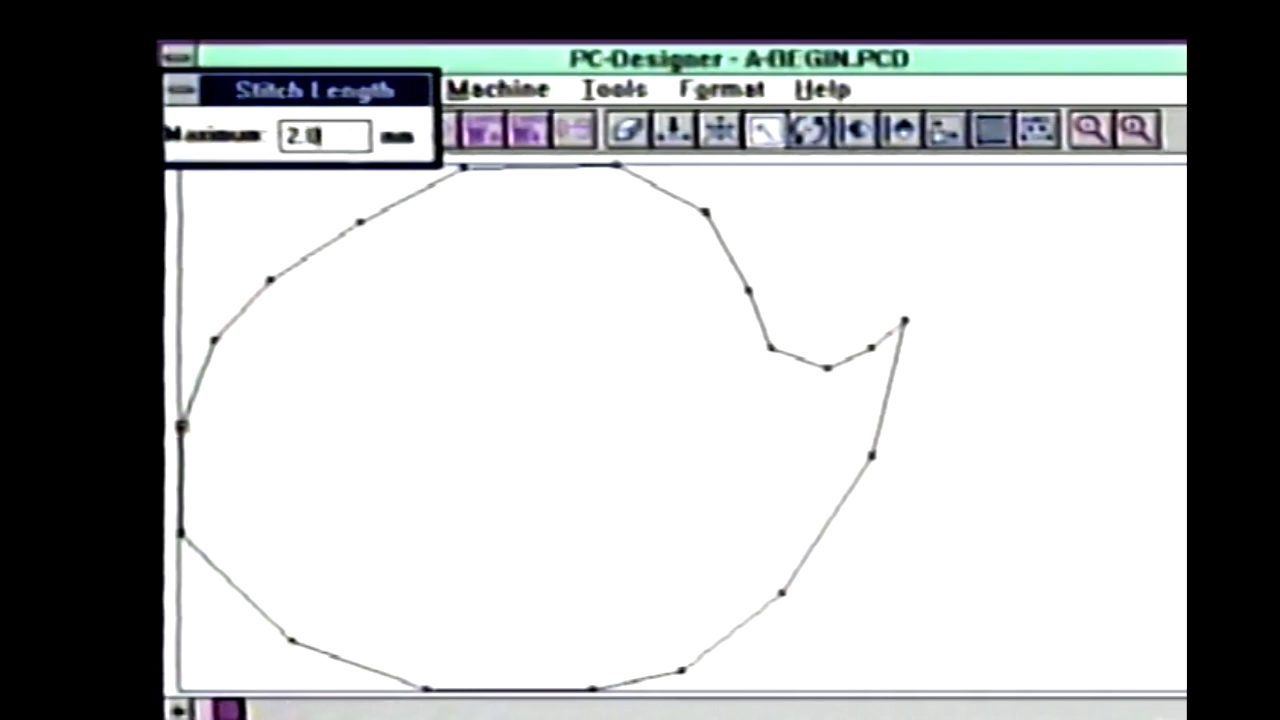 PC-Designer - A-BEGIN.PCD
Stitch Length
Machine Tools Format Help
Maximum: 2.0 mm